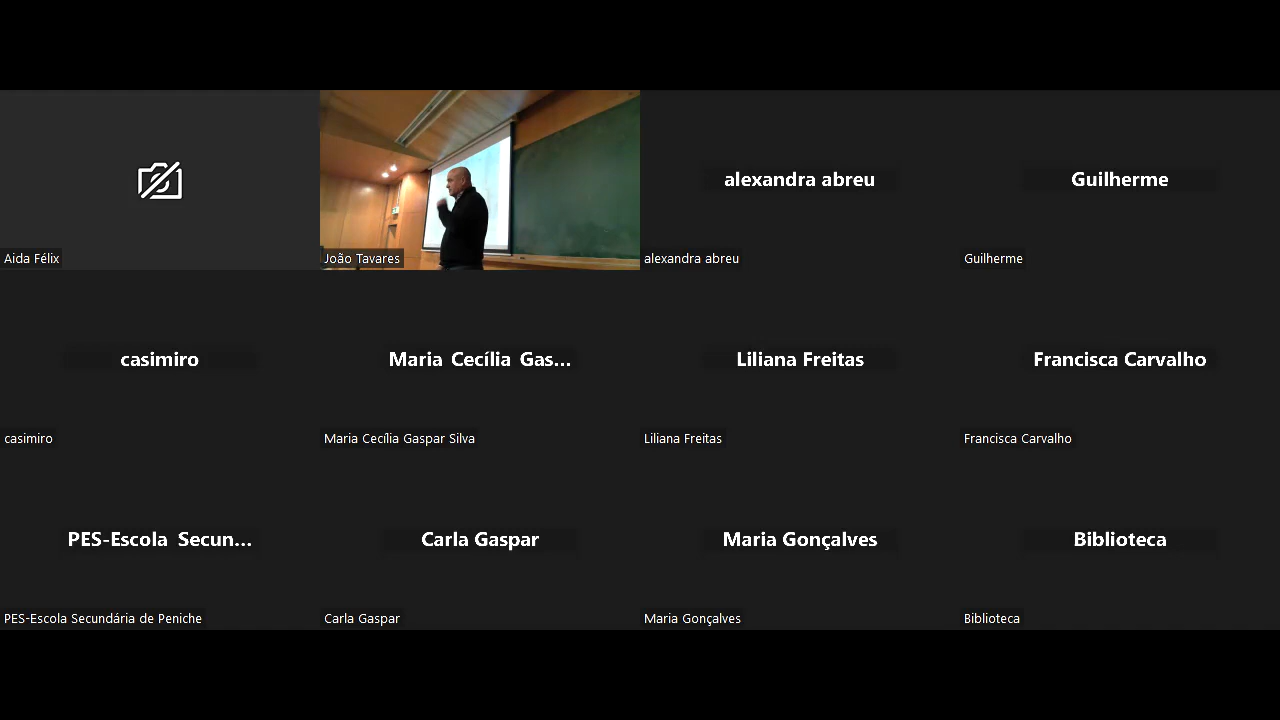 Aida Félix
João Tavares
alexandra abreu
alexandra abreu
Guilherme
Guilherme
casimiro
casimiro
Maria Cecília Gas...
Maria Cecília Gaspar Silva
Liliana Freitas
Liliana Freitas
Francisca Carvalho
Francisca Carvalho
PES-Escola Secun...
PES-Escola Secundária de Peniche
Carla Gaspar
Carla Gaspar
Maria Gonçalves
Maria Gonçalves
Biblioteca
Biblioteca